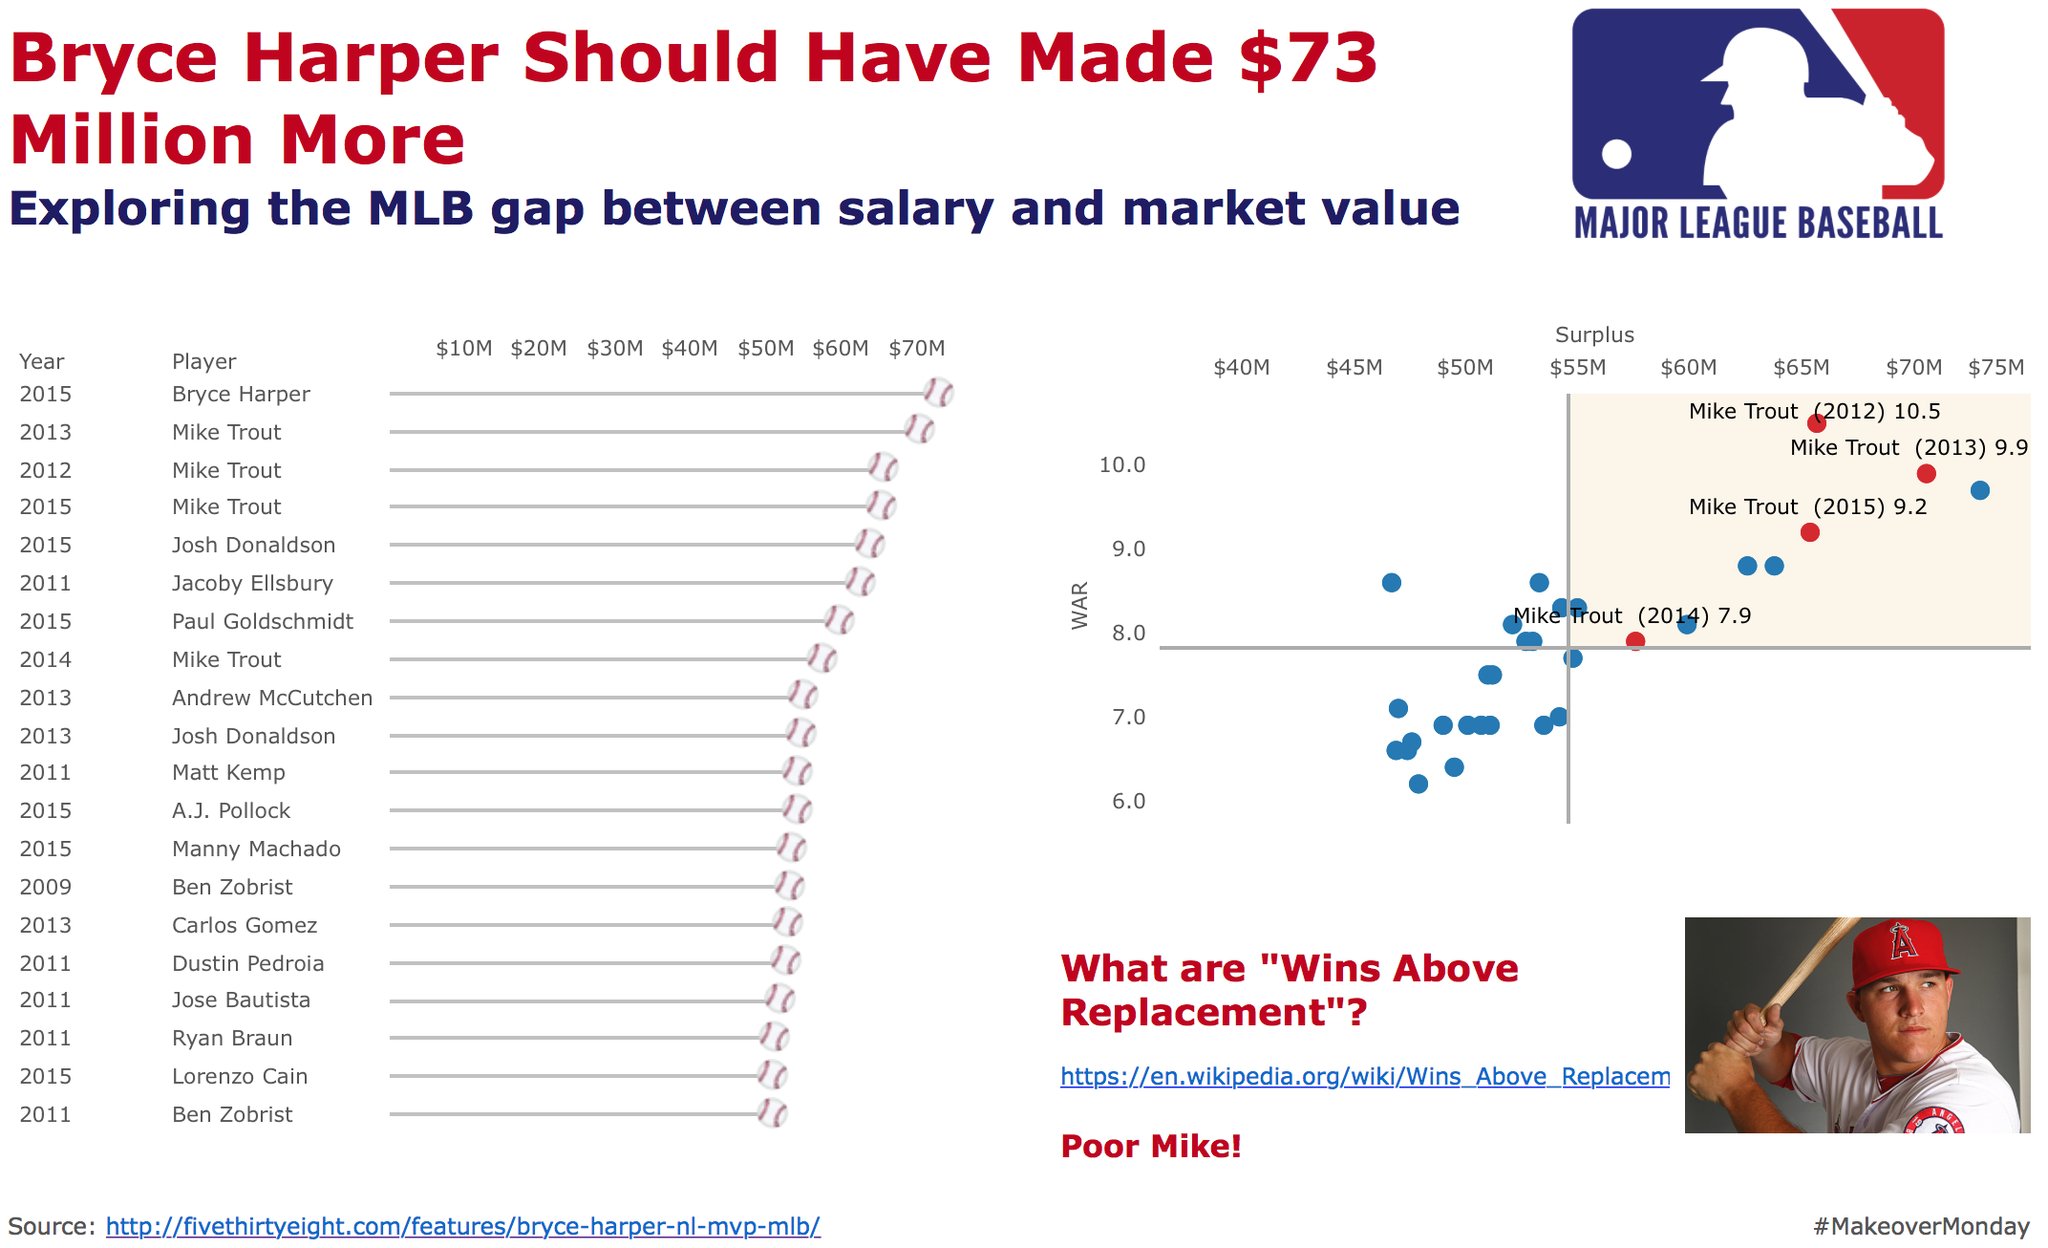 Bryce Harper Should Have Made $73
Million More
Exploring the MLB gap between salary and market value
MAJOR LEAGUE BASEBALL
Year Player $10M $20M $30M $40M $50M $60M $70M
2015 Bryce Harper
2013 Mike Trout
2012 Mike Trout
2015 Mike Trout
2015 Josh Donaldson
2011 Jacoby Ellsbury
2015 Paul Goldschmidt
2014 Mike Trout
2013 Andrew McCutchen
2013 Josh Donaldson
2011 Matt Kemp
2015 A.J. Pollock
2015 Manny Machado
2009 Ben Zobrist
2013 Carlos Gomez
2011 Dustin Pedroia
2011 Jose Bautista
2011 Ryan Braun
2015 Lorenzo Cain
2011 Ben Zobrist
Surplus
$40M $45M $50M $55M $60M $65M $70M $75M
Mike Trout (2012) 10.5
Mike Trout (2013) 9.9
10.0
Mike Trout (2015) 9.2
9.0
WAR
Mike Trout (2014) 7.9
8.0
7.0
6.0
What are "Wins Above
Replacement"?
https://en.wikipedia.org/wiki/Wins_Above_Replacem
Poor Mike!
A
ANGEL
Source: http://fivethirtyeight.com/features/bryce-harper-nl-mvp-mlb/
#MakeoverMonday